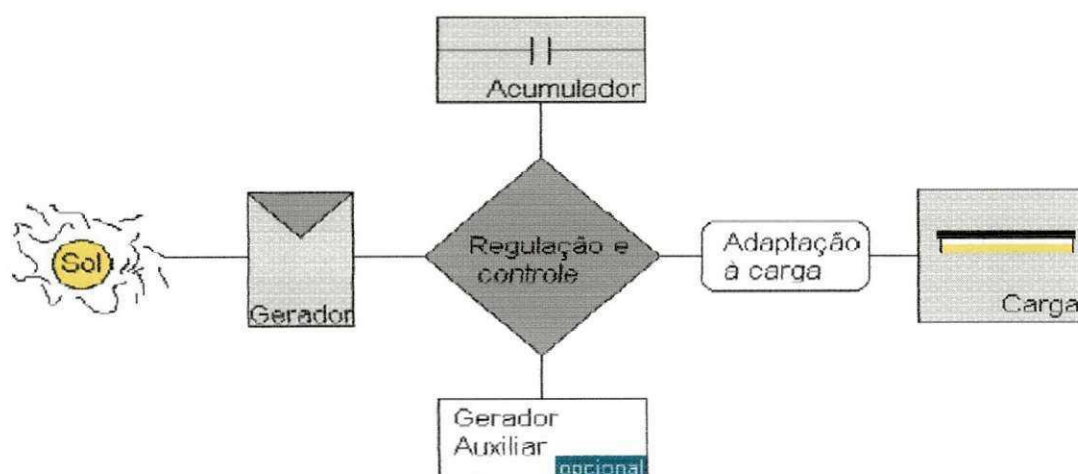 Acumulador
Sol
Gerador
Regulação e
controle
Adaptação
à carga
Carga
Gerador
Auxiliar
opcional